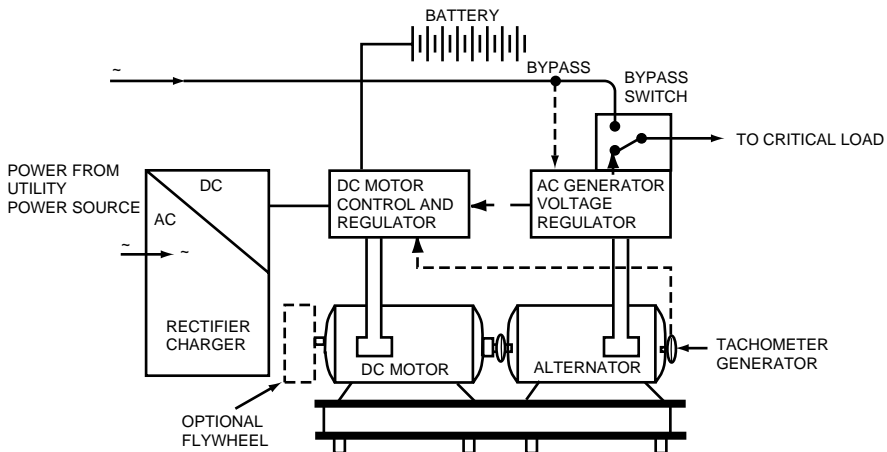 BATTERY
~
BYPASS
BYPASS
SWITCH
TO CRITICAL LOAD
POWER FROM
UTILITY
POWER SOURCE
DC
AC
~
~
RECTIFIER
CHARGER
DC MOTOR
CONTROL AND
REGULATOR
AC GENERATOR
VOLTAGE
REGULATOR
DC MOTOR
ALTERNATOR
TACHOMETER
GENERATOR
OPTIONAL
FLYWHEEL